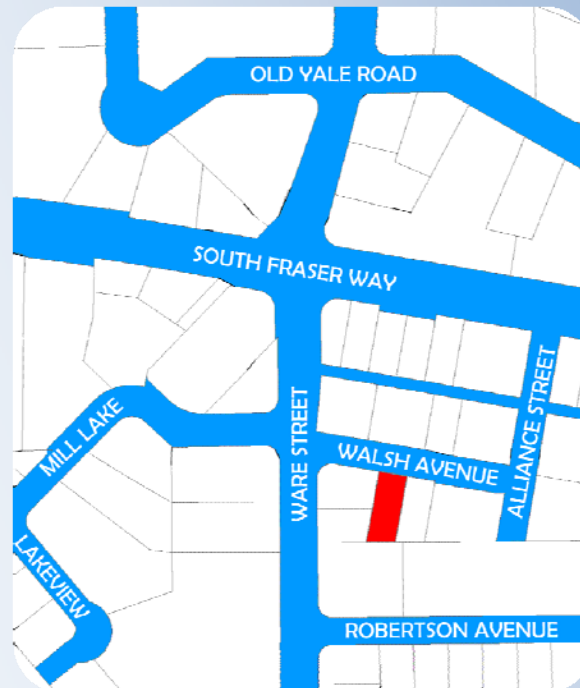 OLD YALE ROAD
SOUTH FRASER WAY
WARE STREET
ALLIANCE STREET
MILL LAKE
WALSH AVENUE
LAKEVIEW
ROBERTSON AVENUE